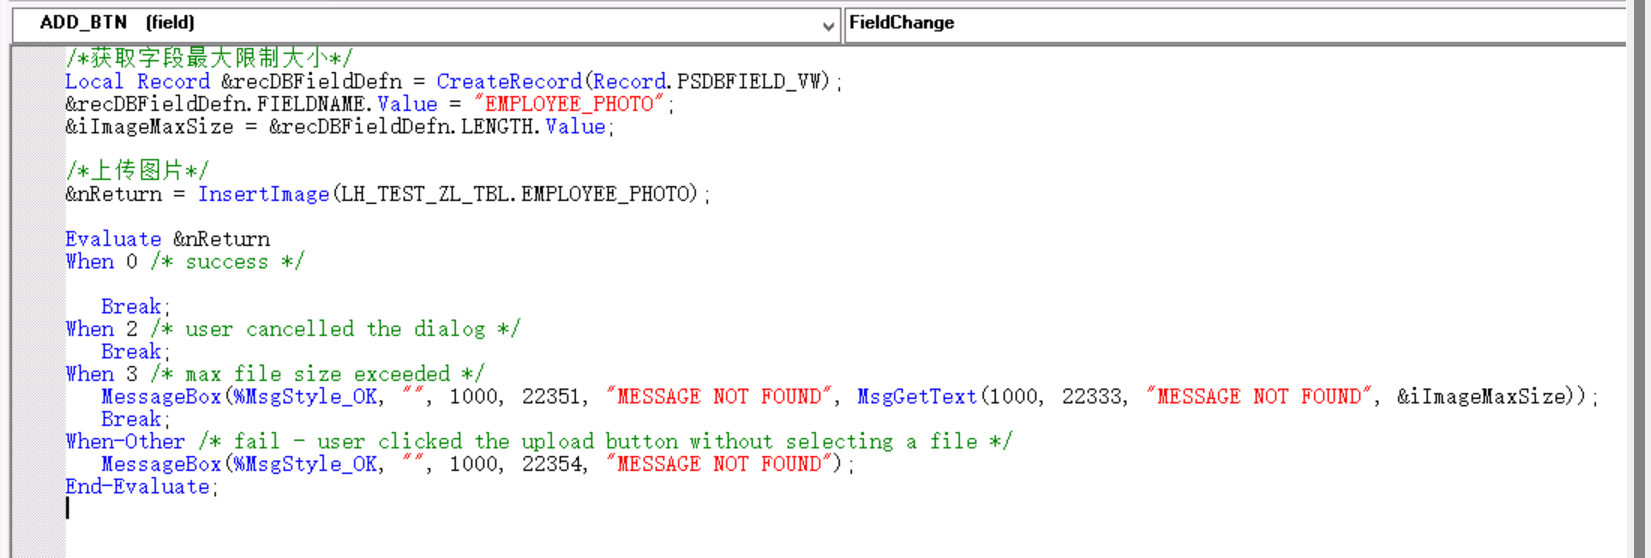 ADD_BTN (field) FieldChange
/*获取字段最大限制大小*/
Local Record &recDBFieldDefn = CreateRecord(Record.PSDBFIELD_VW);
&recDBFieldDefn.FIELDNAME.Value = "EMPLOYEE_PHOTO";
&iImageMaxSize = &recDBFieldDefn.LENGTH.Value;
/*上传图片*/
&nReturn = InsertImage(LH_TEST_ZL_TBL.EMPLOYEE_PHOTO);
Evaluate &nReturn
When 0 /* success */
Break;
When 2 /* user cancelled the dialog */
Break;
When 3 /* max file size exceeded */
MessageBox(%MsgStyle_OK, "", 1000, 22351, "MESSAGE NOT FOUND", MsgGetText(1000, 22333, "MESSAGE NOT FOUND", &iImageMaxSize));
Break;
When-Other /* fail - user clicked the upload button without selecting a file */
MessageBox(%MsgStyle_OK, "", 1000, 22354, "MESSAGE NOT FOUND");
End-Evaluate;